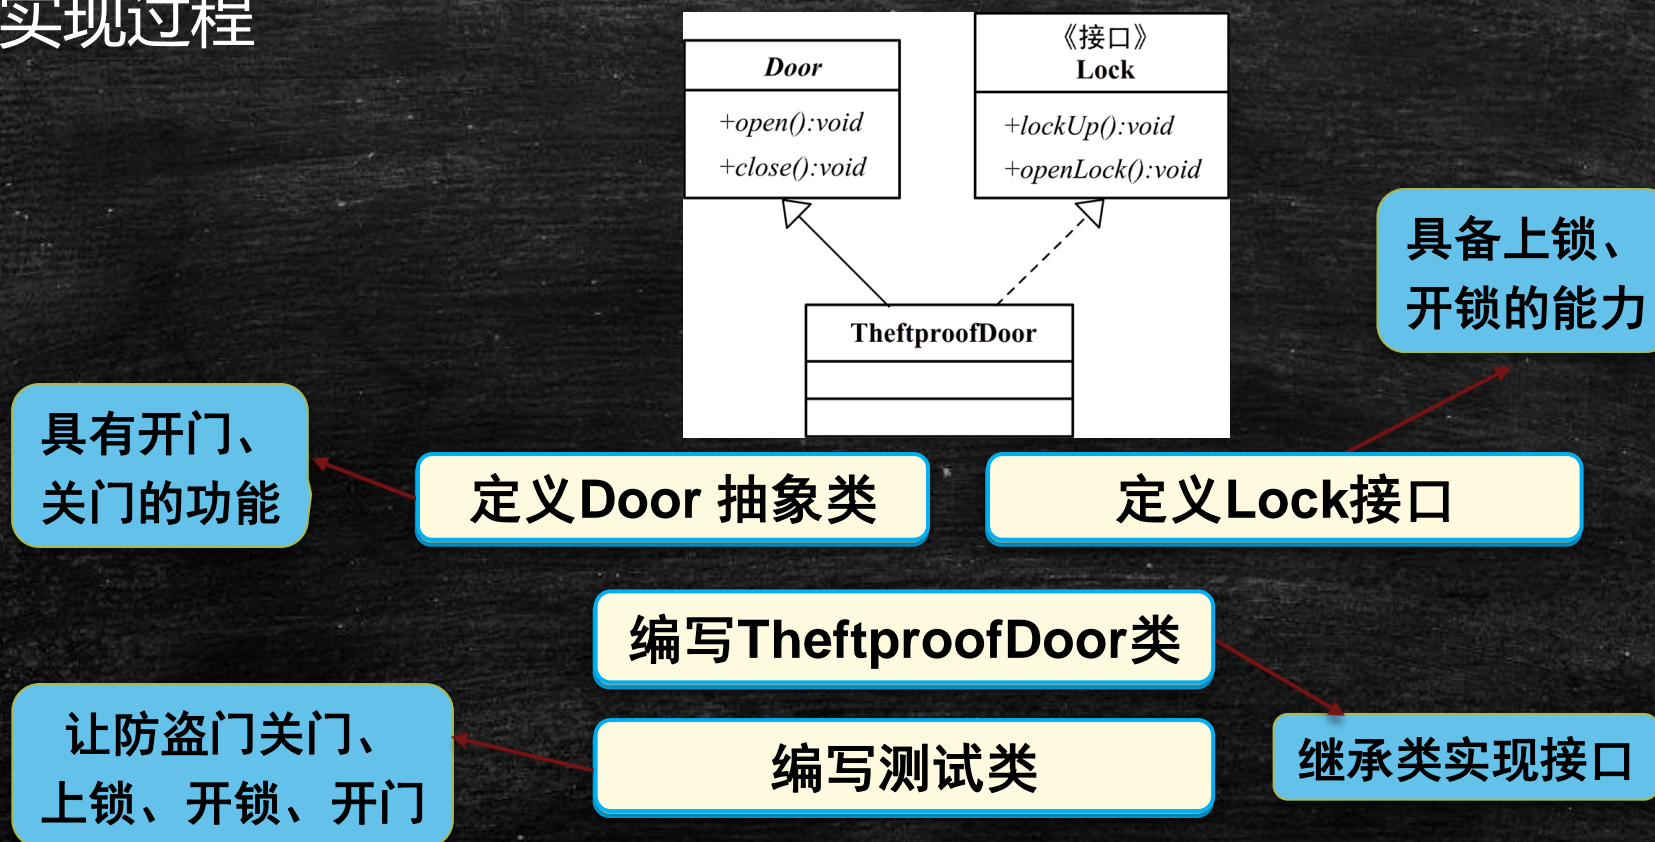 实现过程
Door
+open():void
+close():void
《接口》
Lock
+lockUp():void
+openLock():void
TheftproofDoor
具备上锁、
开锁的能力
具有开门、
关门的功能
定义Door 抽象类
定义Lock接口
编写TheftproofDoor类
让防盗门关门、
上锁、开锁、开门
编写测试类
继承类实现接口